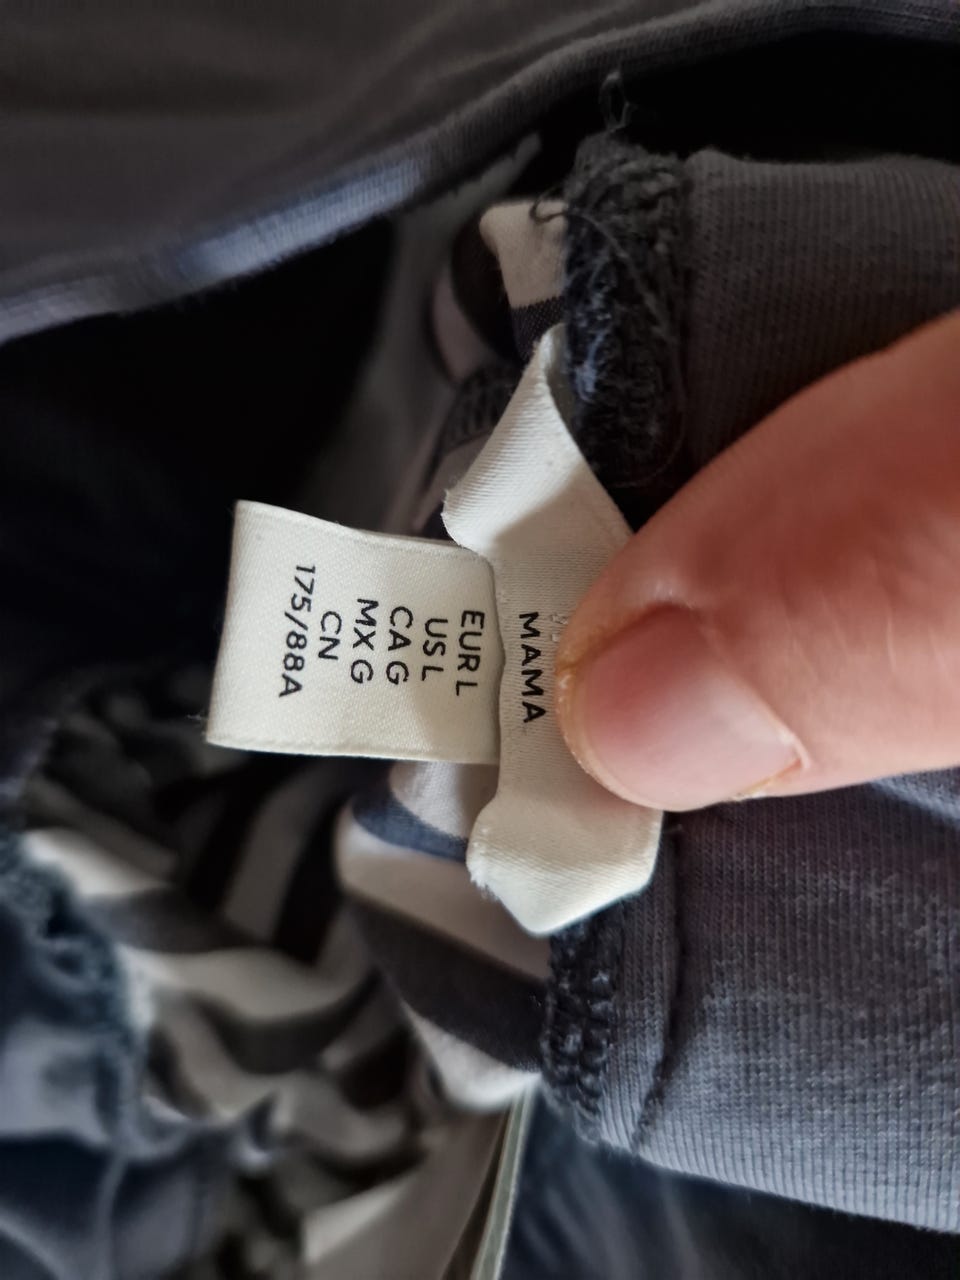 MAMA
EUR L
US L
CA G
MX G
CN
175/88A